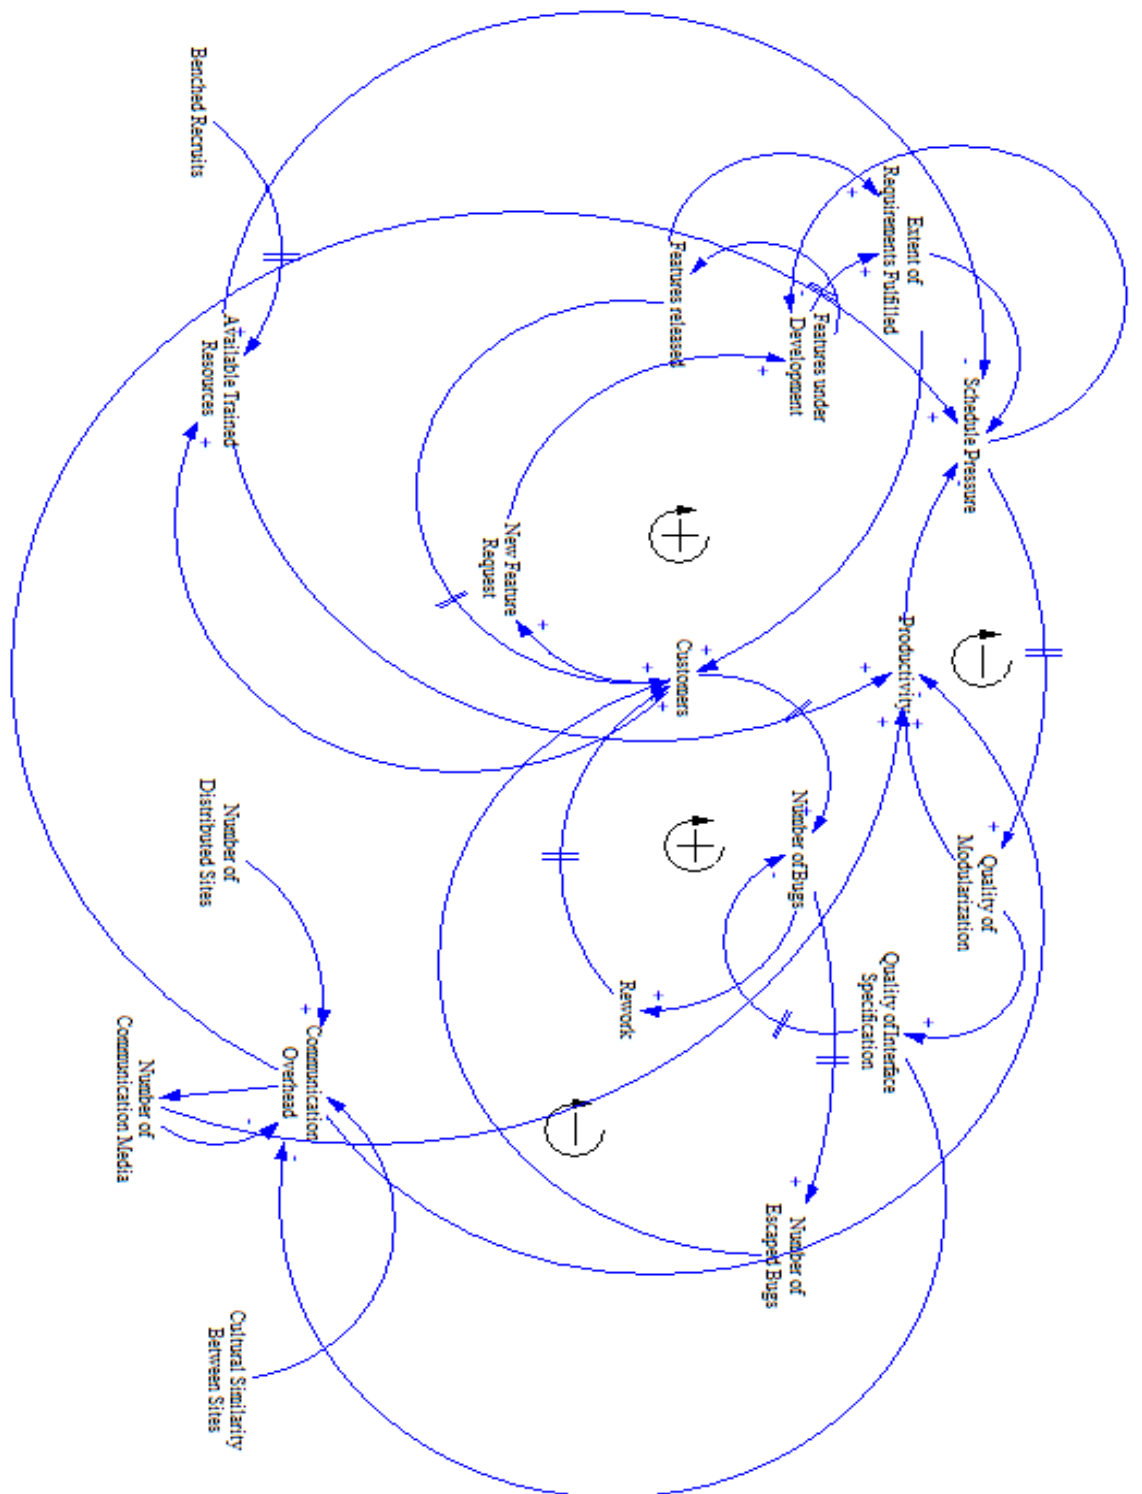 Schedule Pressure
Quality of
Modularization
Extent of
Requirements Fulfilled
Productivity
Quality of Interface
Specification
Features under
Development
Number of Bugs
Number of
Escaped Bugs
Features released
Customers
Rework
New Feature
Request
Communication
Overhead
Available Trained
Resources
Number of
Distributed Sites
Cultural Similarity
Between Sites
Benched Recruits
Number of
Communication Media